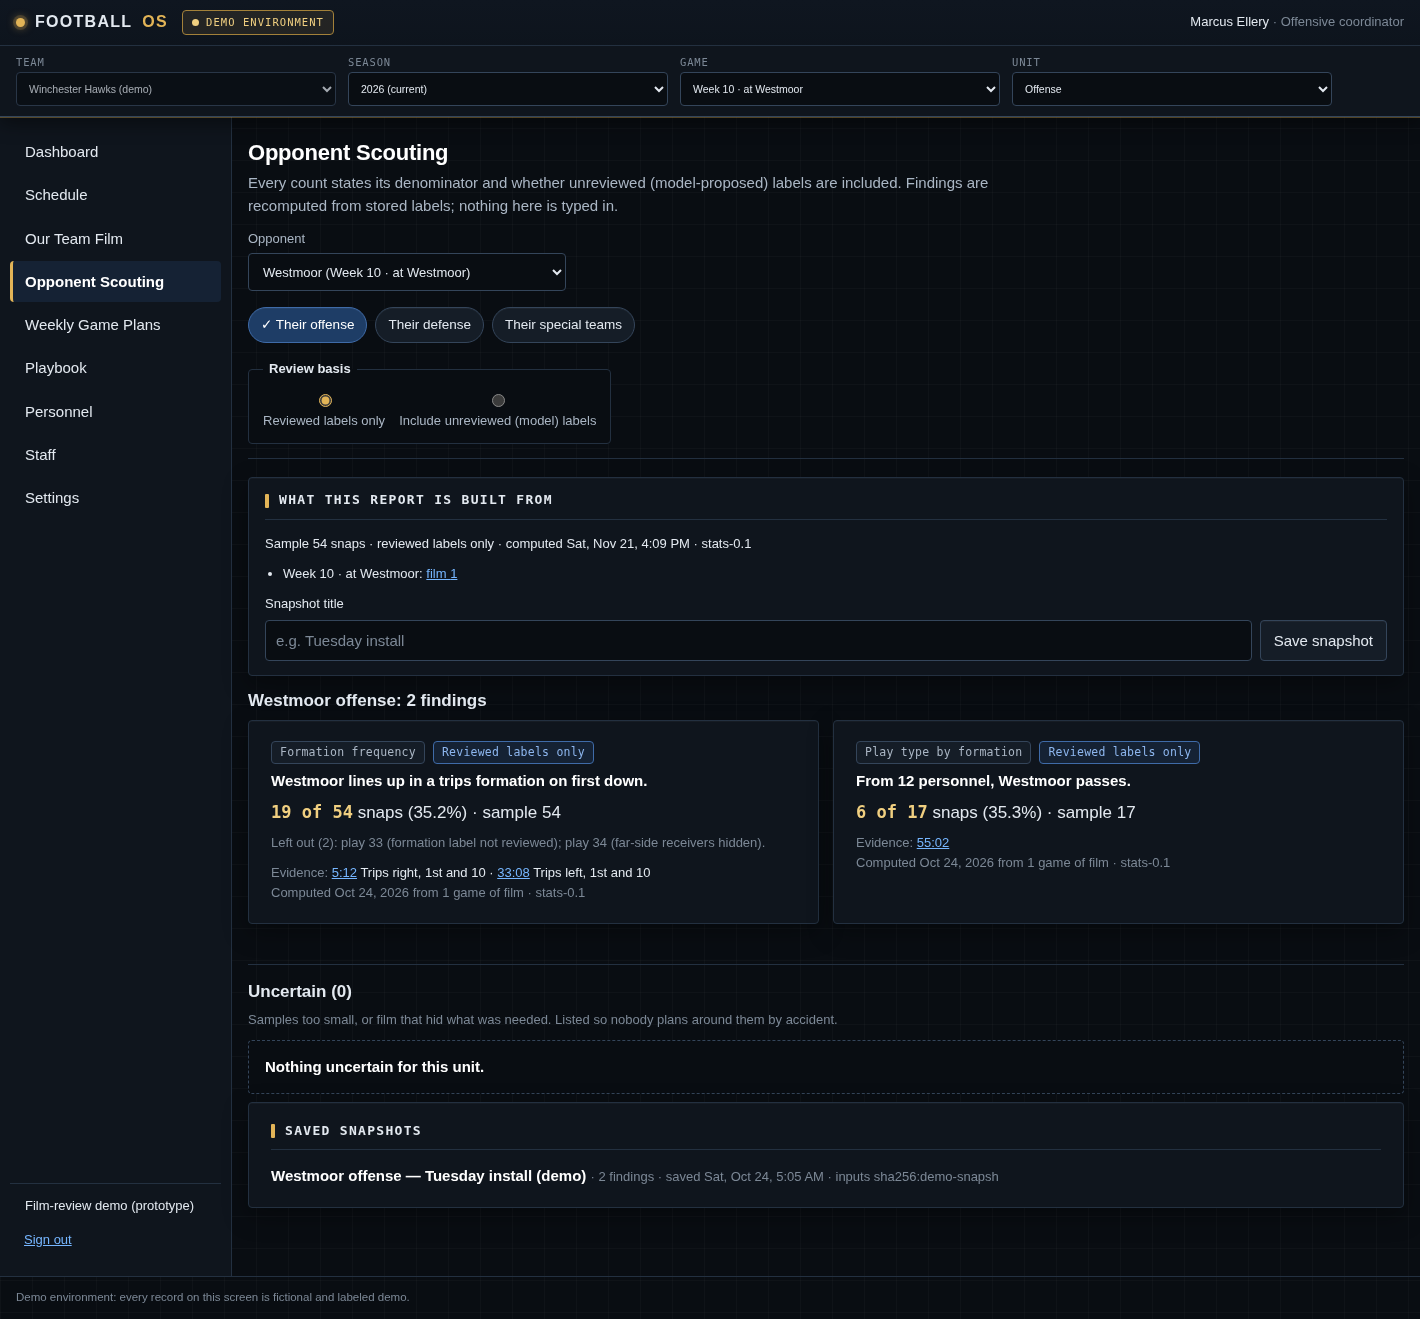 FOOTBALL OS
DEMO ENVIRONMENT
Marcus Ellery · Offensive coordinator
TEAM
Winchester Hawks (demo)
SEASON
2026 (current)
GAME
Week 10 · at Westmoor
UNIT
Offense
Dashboard
Schedule
Our Team Film
Opponent Scouting
Weekly Game Plans
Playbook
Personnel
Staff
Settings
Film-review demo (prototype)
Sign out
Opponent Scouting
Every count states its denominator and whether unreviewed (model-proposed) labels are included. Findings are
recomputed from stored labels; nothing here is typed in.
Opponent
Westmoor (Week 10 · at Westmoor)
✓ Their offense
Their defense
Their special teams
Review basis
Reviewed labels only
Include unreviewed (model) labels
WHAT THIS REPORT IS BUILT FROM
Sample 54 snaps · reviewed labels only · computed Sat, Nov 21, 4:09 PM · stats-0.1
• Week 10 · at Westmoor: film 1
Snapshot title
e.g. Tuesday install
Save snapshot
Westmoor offense: 2 findings
Formation frequency
Reviewed labels only
Westmoor lines up in a trips formation on first down.
19 of 54 snaps (35.2%) · sample 54
Left out (2): play 33 (formation label not reviewed); play 34 (far-side receivers hidden).
Evidence: 5:12 Trips right, 1st and 10 · 33:08 Trips left, 1st and 10
Computed Oct 24, 2026 from 1 game of film · stats-0.1
Play type by formation
Reviewed labels only
From 12 personnel, Westmoor passes.
6 of 17 snaps (35.3%) · sample 17
Evidence: 55:02
Computed Oct 24, 2026 from 1 game of film · stats-0.1
Uncertain (0)
Samples too small, or film that hid what was needed. Listed so nobody plans around them by accident.
Nothing uncertain for this unit.
SAVED SNAPSHOTS
Westmoor offense — Tuesday install (demo) · 2 findings · saved Sat, Oct 24, 5:05 AM · inputs sha256:demo-snapsh
Demo environment: every record on this screen is fictional and labeled demo.